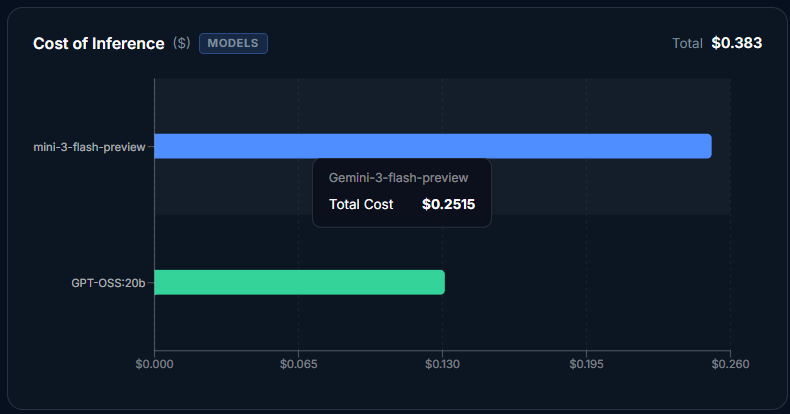 Cost of Inference ($) MODELS Total $0.383
mini-3-flash-preview
Gemini-3-flash-preview
Total Cost $0.2515
GPT-OSS:20b
$0.000 $0.065 $0.130 $0.195 $0.260